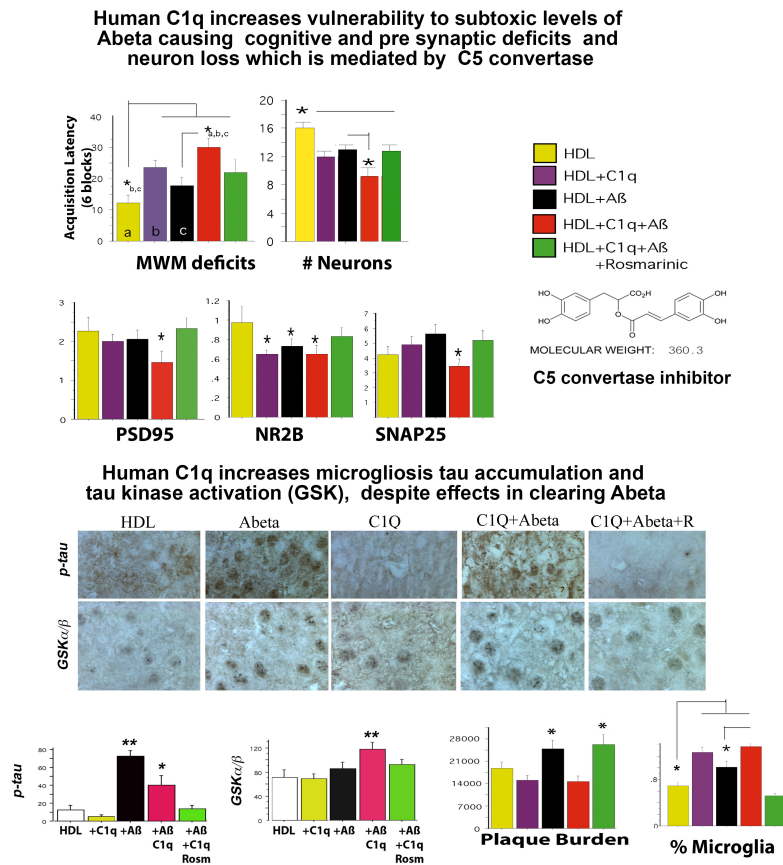 Human C1q increases vulnerability to subtoxic levels of
Abeta causing cognitive and pre synaptic deficits and
neuron loss which is mediated by C5 convertase
Acquisition Latency
(6 blocks)
40
30
20
10
0
*b,c
*a,b,c
a
b
c
MWM deficits
20
16
12
8
4
0
*
*
# Neurons
HDL
HDL+C1q
HDL+Aß
HDL+C1q+Aß
HDL+C1q+Aß
+Rosmarinic
HO
HO
CO₂H
O
O
OH
OH
MOLECULAR WEIGHT: 360.3
C5 convertase inhibitor
3
2
1
0
*
PSD95
1.2
1
.8
.6
.4
.2
0
* * *
NR2B
7
6
5
4
3
2
1
0
*
SNAP25
Human C1q increases microgliosis tau accumulation and
tau kinase activation (GSK), despite effects in clearing Abeta
HDL Abeta C1Q C1Q+Abeta C1Q+Abeta+R
p-tau
GSKα/β
p-tau
80
60
40
20
0
**
*
HDL +C1q +Aß +Aß C1q +Aß +C1q Rosm
GSKα/β
120
80
40
0
**
HDL +C1q +Aß +Aß C1q +Aß +C1q Rosm
28000
21000
14000
7000
0
* *
Plaque Burden
.8
0
* *
% Microglia